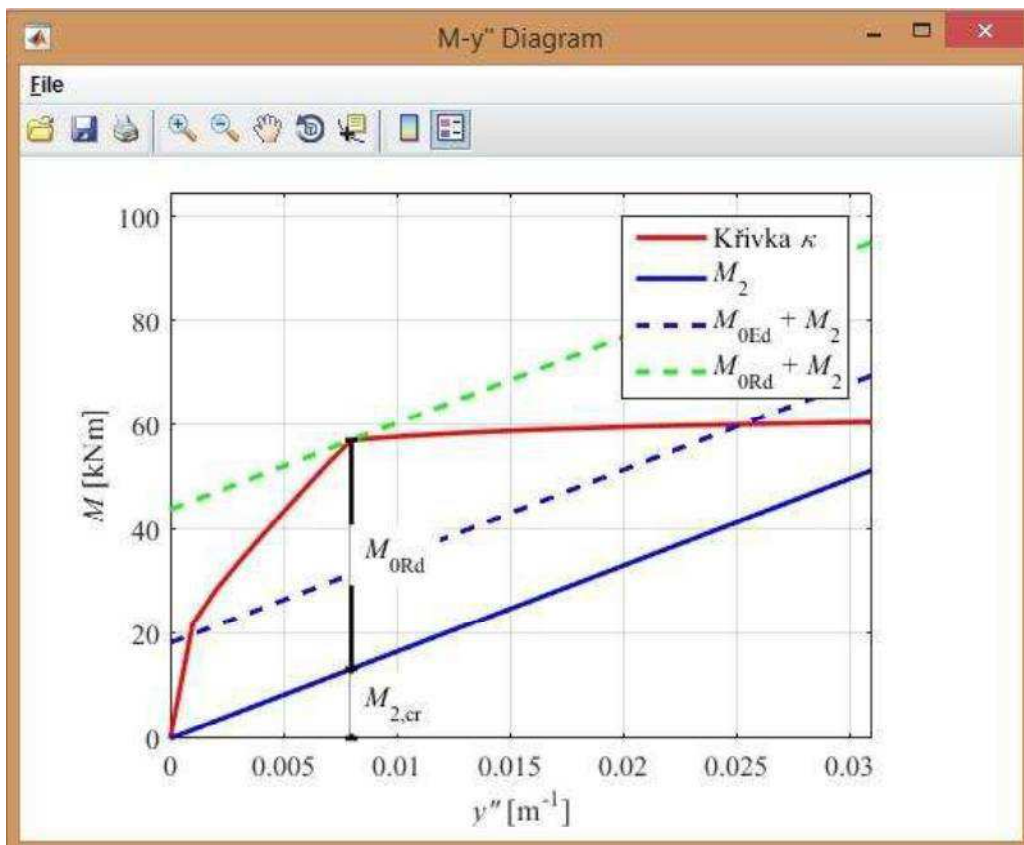 M-y" Diagram
File
100
80
60
40
20
0
M [kNm]
Křivka κ
M2
M0Ed + M2
M0Rd + M2
M0Rd
M2,cr
0 0.005 0.01 0.015 0.02 0.025 0.03
y″ [m-1]